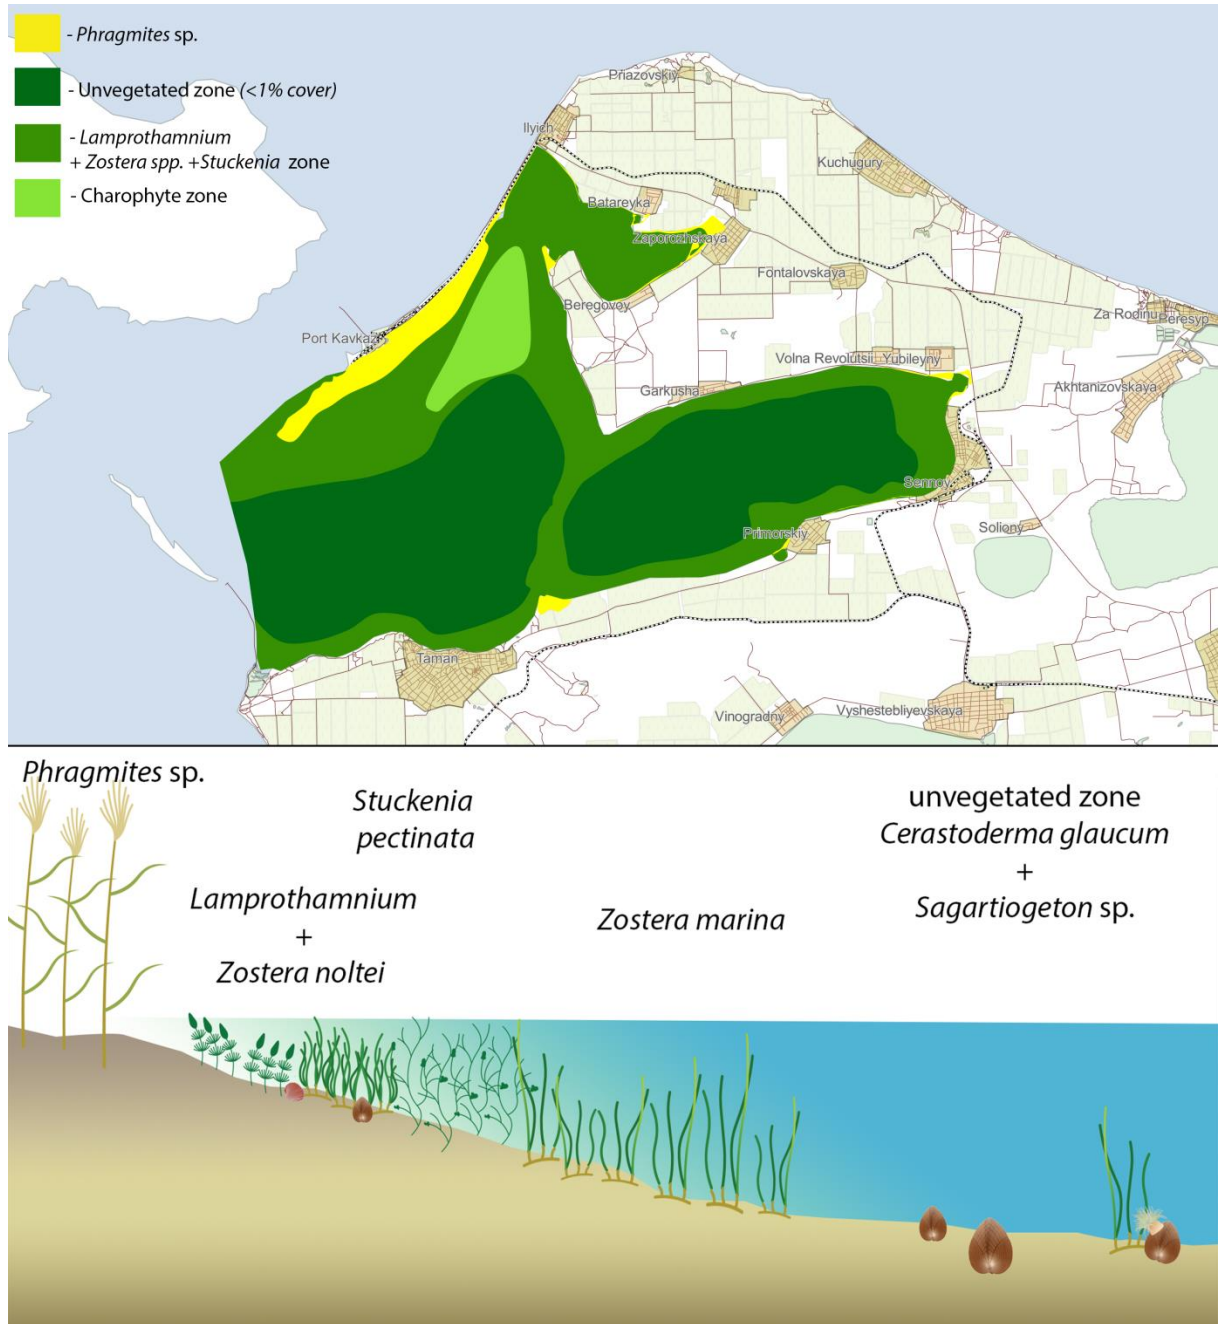 - Phragmites sp.
- Unvegetated zone (<1% cover)
- Lamprothamnium
+ Zostera spp. +Stuckenia zone
- Charophyte zone
Priazovskiy
Ilyich
Kuchugury
Batareyka
Zaporozhskaya
Fontalovskaya
Beregovoy
Za Rodinu
Peresyp
Port Kavkaz
Volna Revolutsii
Yubileyny
Garkusha
Akhtanizovskaya
Sennoy
Primorskiy
Soliony
Taman
Vinogradny
Vyshestebliyevskaya
Phragmites sp.
Stuckenia
pectinata
unvegetated zone
Cerastoderma glaucum
+
Sagartiogeton sp.
Lamprothamnium
+
Zostera noltei
Zostera marina